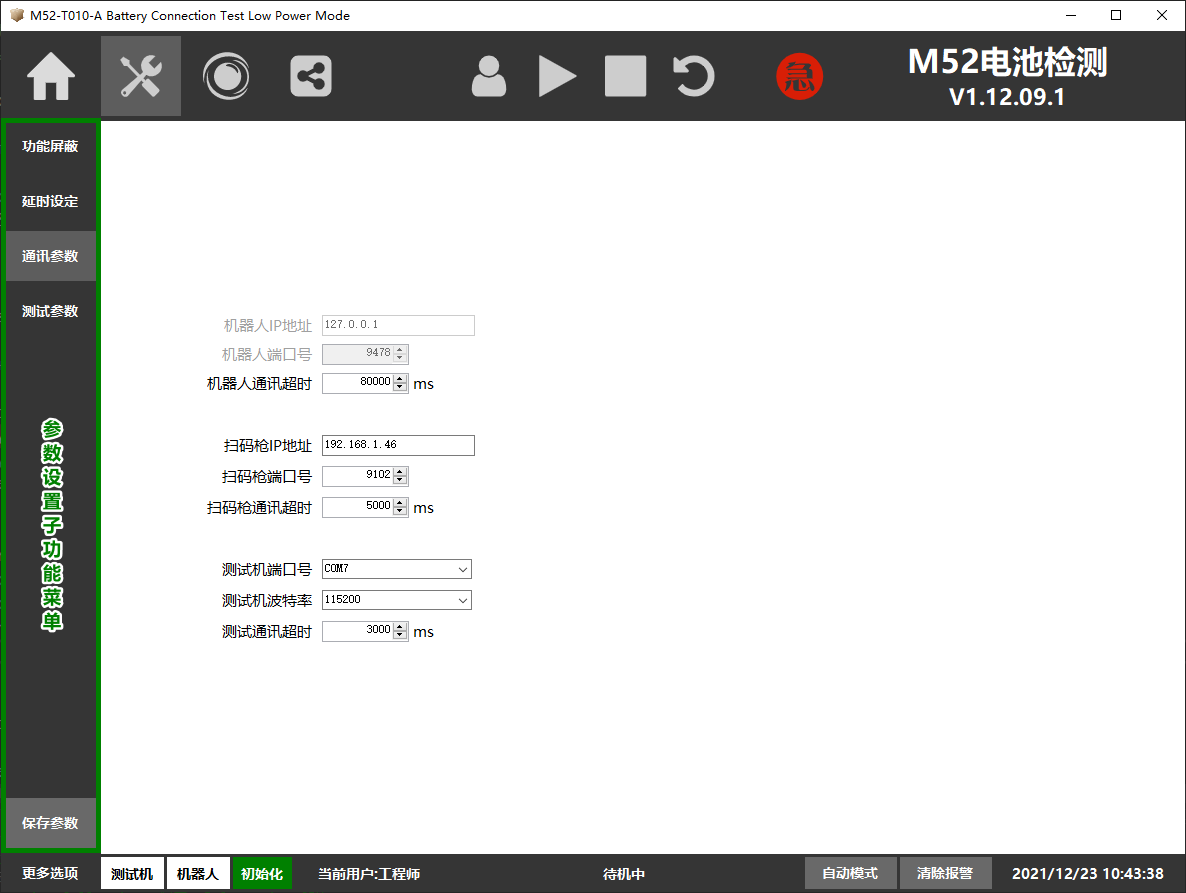 M52-T010-A Battery Connection Test Low Power Mode
急
M52电池检测
V1.12.09.1
功能屏蔽
延时设定
通讯参数
测试参数
参数设置子功能菜单
保存参数
机器人IP地址 127.0.0.1
机器人端口号 9478
机器人通讯超时 80000 ms
扫码枪IP地址 192.168.1.46
扫码枪端口号 9102
扫码枪通讯超时 5000 ms
测试机端口号 COM7
测试机波特率 115200
测试通讯超时 3000 ms
更多选项 测试机 机器人 初始化 当前用户:工程师 待机中 自动模式 清除报警 2021/12/23 10:43:38